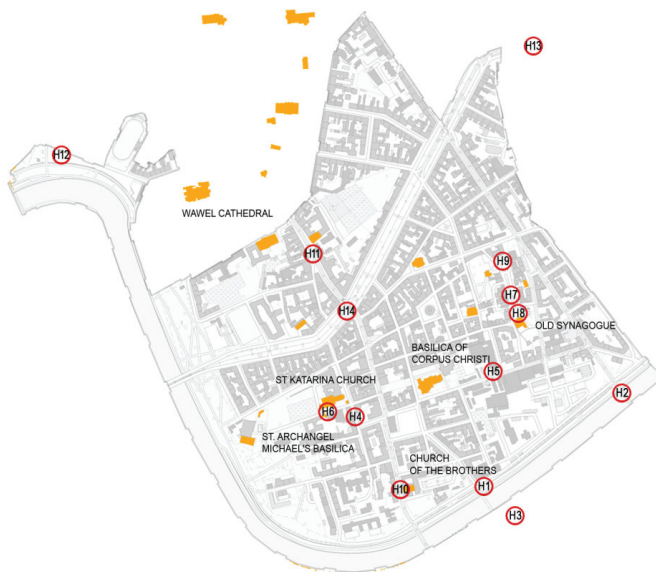 H13
H12
WAWEL CATHEDRAL
H11
H9
H7
H14
H8
OLD SYNAGOGUE
BASILICA OF
CORPUS CHRISTI
H5
ST KATARINA CHURCH
H2
H6
H4
ST. ARCHANGEL
MICHAEL'S BASILICA
CHURCH
OF THE BROTHERS
H10
H1
H3